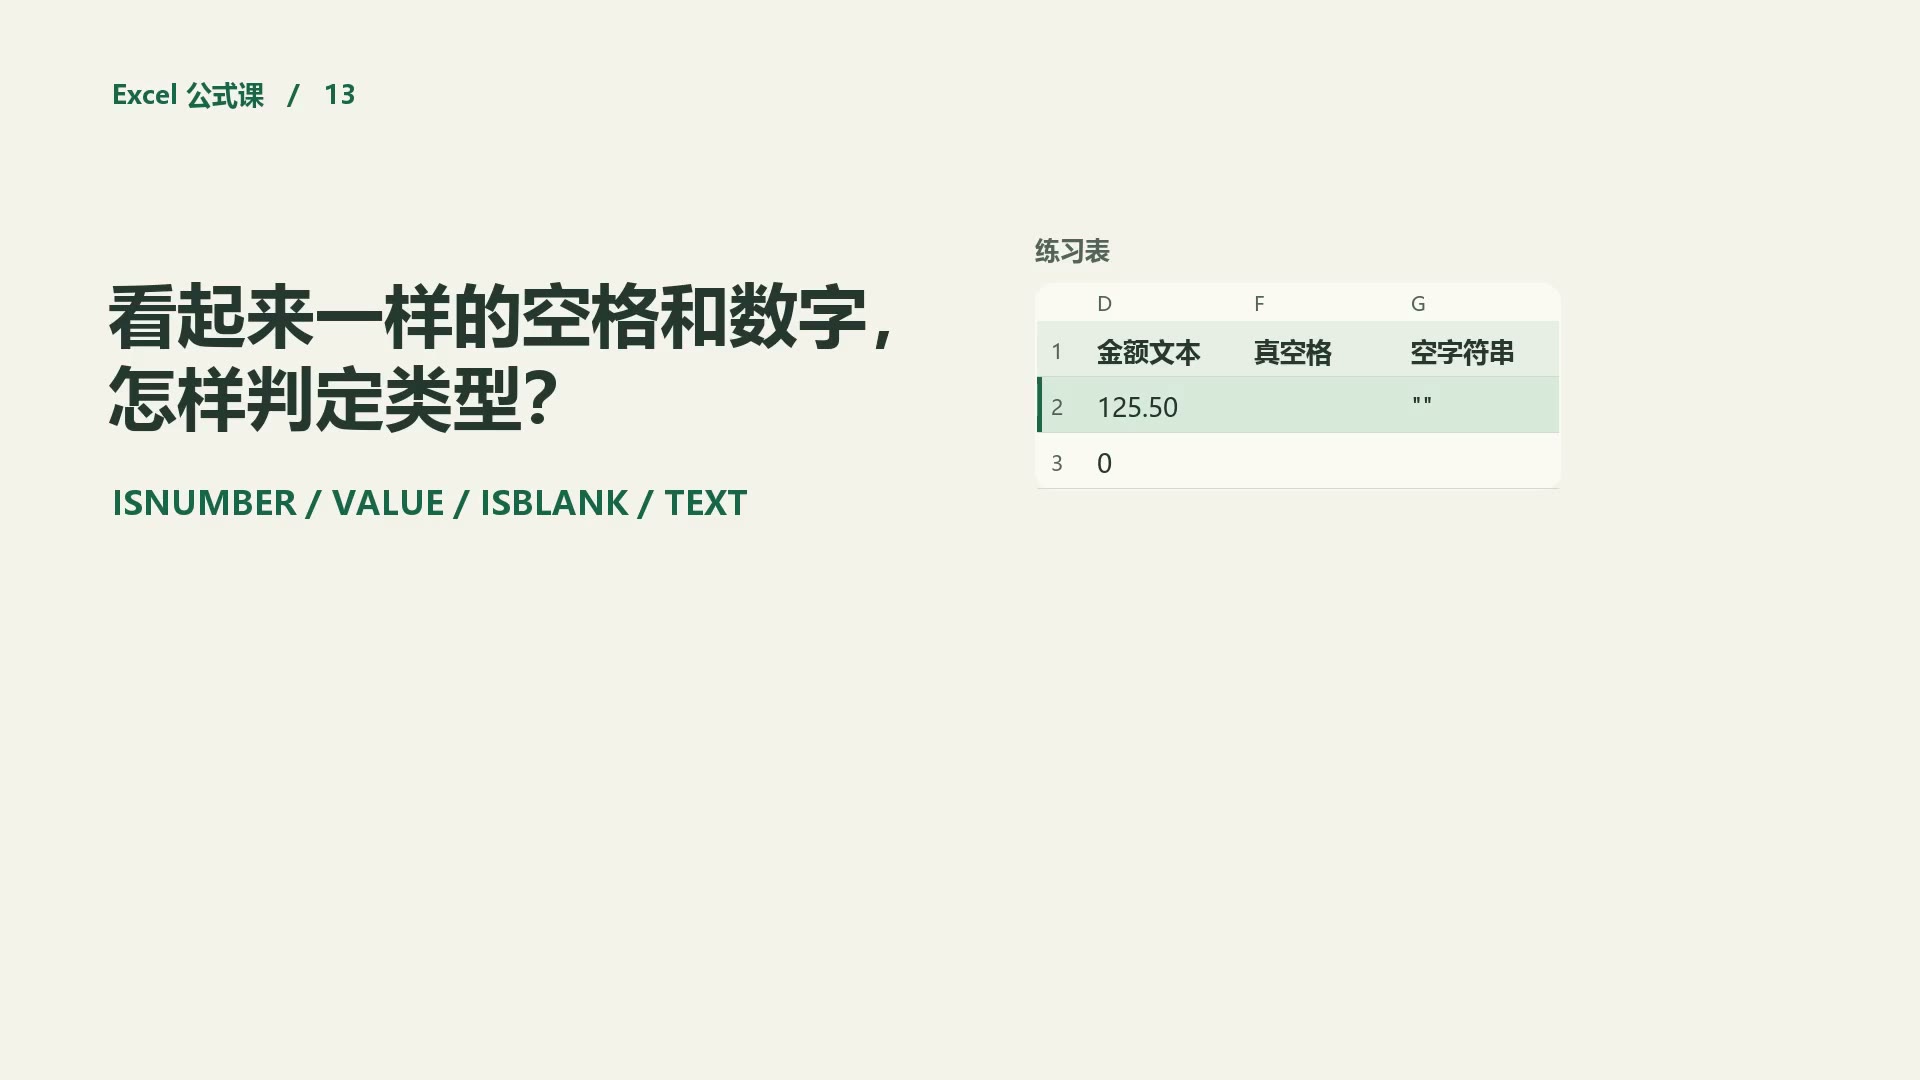 Excel 公式课 / 13
看起来一样的空格和数字，
怎样判定类型？
ISNUMBER / VALUE / ISBLANK / TEXT
练习表
D F G
1 金额文本 真空格 空字符串
2 125.50 ""
3 0